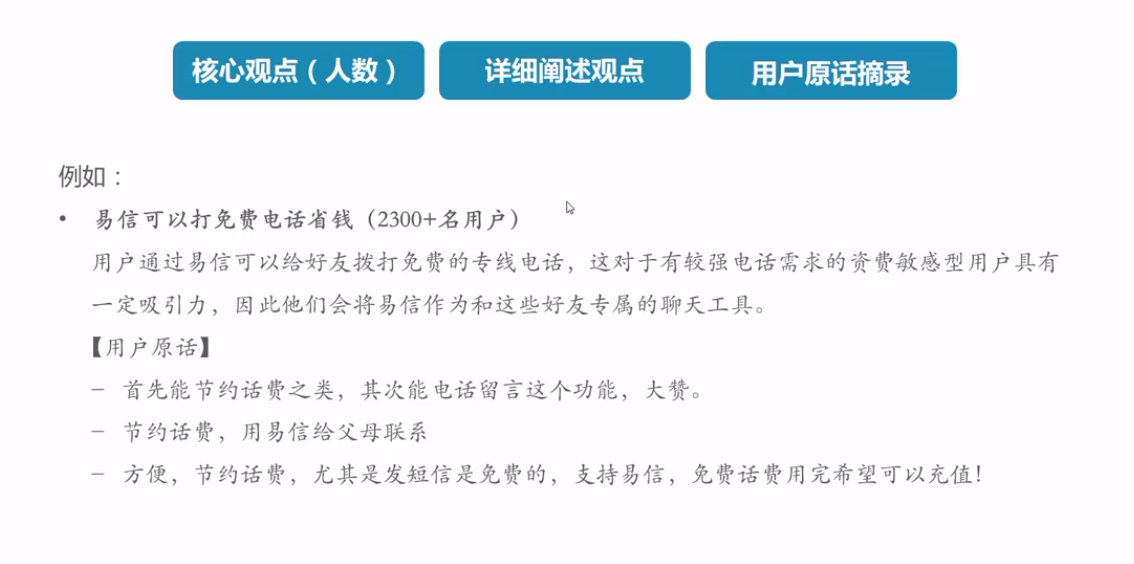 核心观点（人数）
详细阐述观点
用户原话摘录
例如：
• 易信可以打免费电话省钱（2300+名用户）
用户通过易信可以给好友拨打免费的专线电话，这对于有较强电话需求的资费敏感型用户具有
一定吸引力，因此他们会将易信作为和这些好友专属的聊天工具。
【用户原话】
– 首先能节约话费之类，其次能电话留言这个功能，大赞。
– 节约话费，用易信给父母联系
– 方便，节约话费，尤其是发短信是免费的，支持易信，免费话费用完希望可以充值！